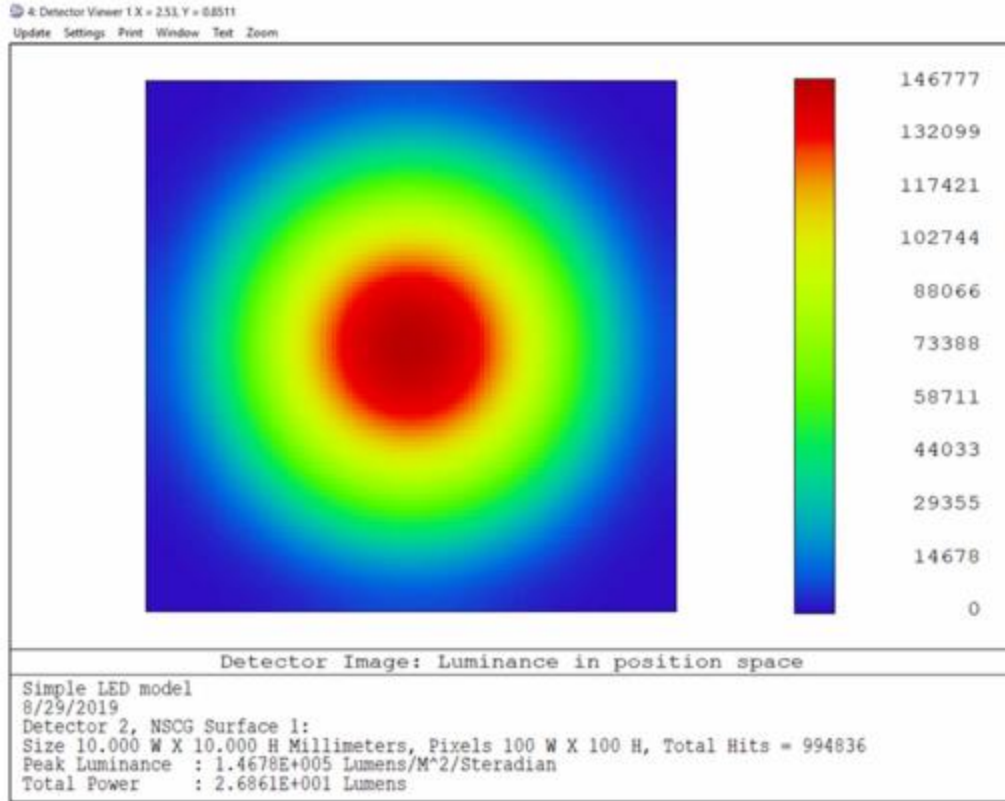 4: Detector Viewer 1 X = 2.53, Y = 0.8511
Update Settings Print Window Text Zoom
146777
132099
117421
102744
88066
73388
58711
44033
29355
14678
0
Detector Image: Luminance in position space
Simple LED model
8/29/2019
Detector 2, NSCG Surface 1:
Size 10.000 W X 10.000 H Millimeters, Pixels 100 W X 100 H, Total Hits = 994836
Peak Luminance : 1.4678E+005 Lumens/M^2/Steradian
Total Power : 2.6861E+001 Lumens